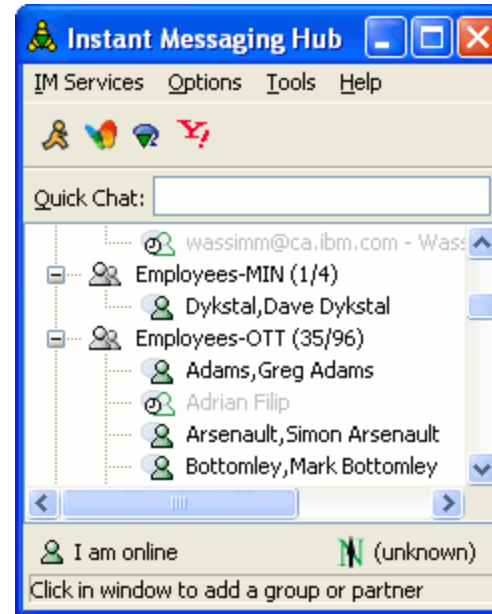 Instant Messaging Hub
IM Services Options Tools Help
Y!
Quick Chat:
wassimm@ca.ibm.com - Wass
Employees-MIN (1/4)
Dykstal,Dave Dykstal
Employees-OTT (35/96)
Adams,Greg Adams
Adrian Filip
Arsenault,Simon Arsenault
Bottomley,Mark Bottomley
I am online N (unknown)
Click in window to add a group or partner